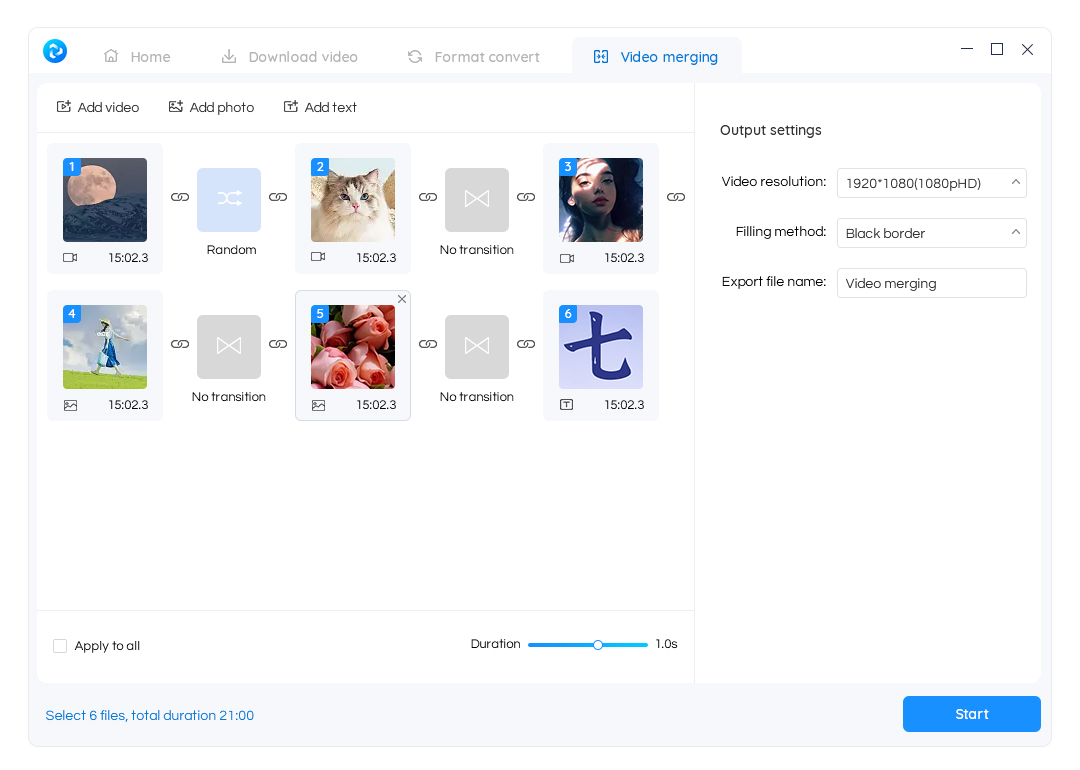 Home
Download video
Format convert
Video merging
Add video
Add photo
Add text
1
2
3
15:02.3
Random
15:02.3
No transition
15:02.3
4
5
6
七
15:02.3
No transition
15:02.3
No transition
15:02.3
Apply to all
Duration
1.0s
Output settings
Video resolution:
1920*1080(1080pHD)
Filling method:
Black border
Export file name:
Video merging
Select 6 files, total duration 21:00
Start